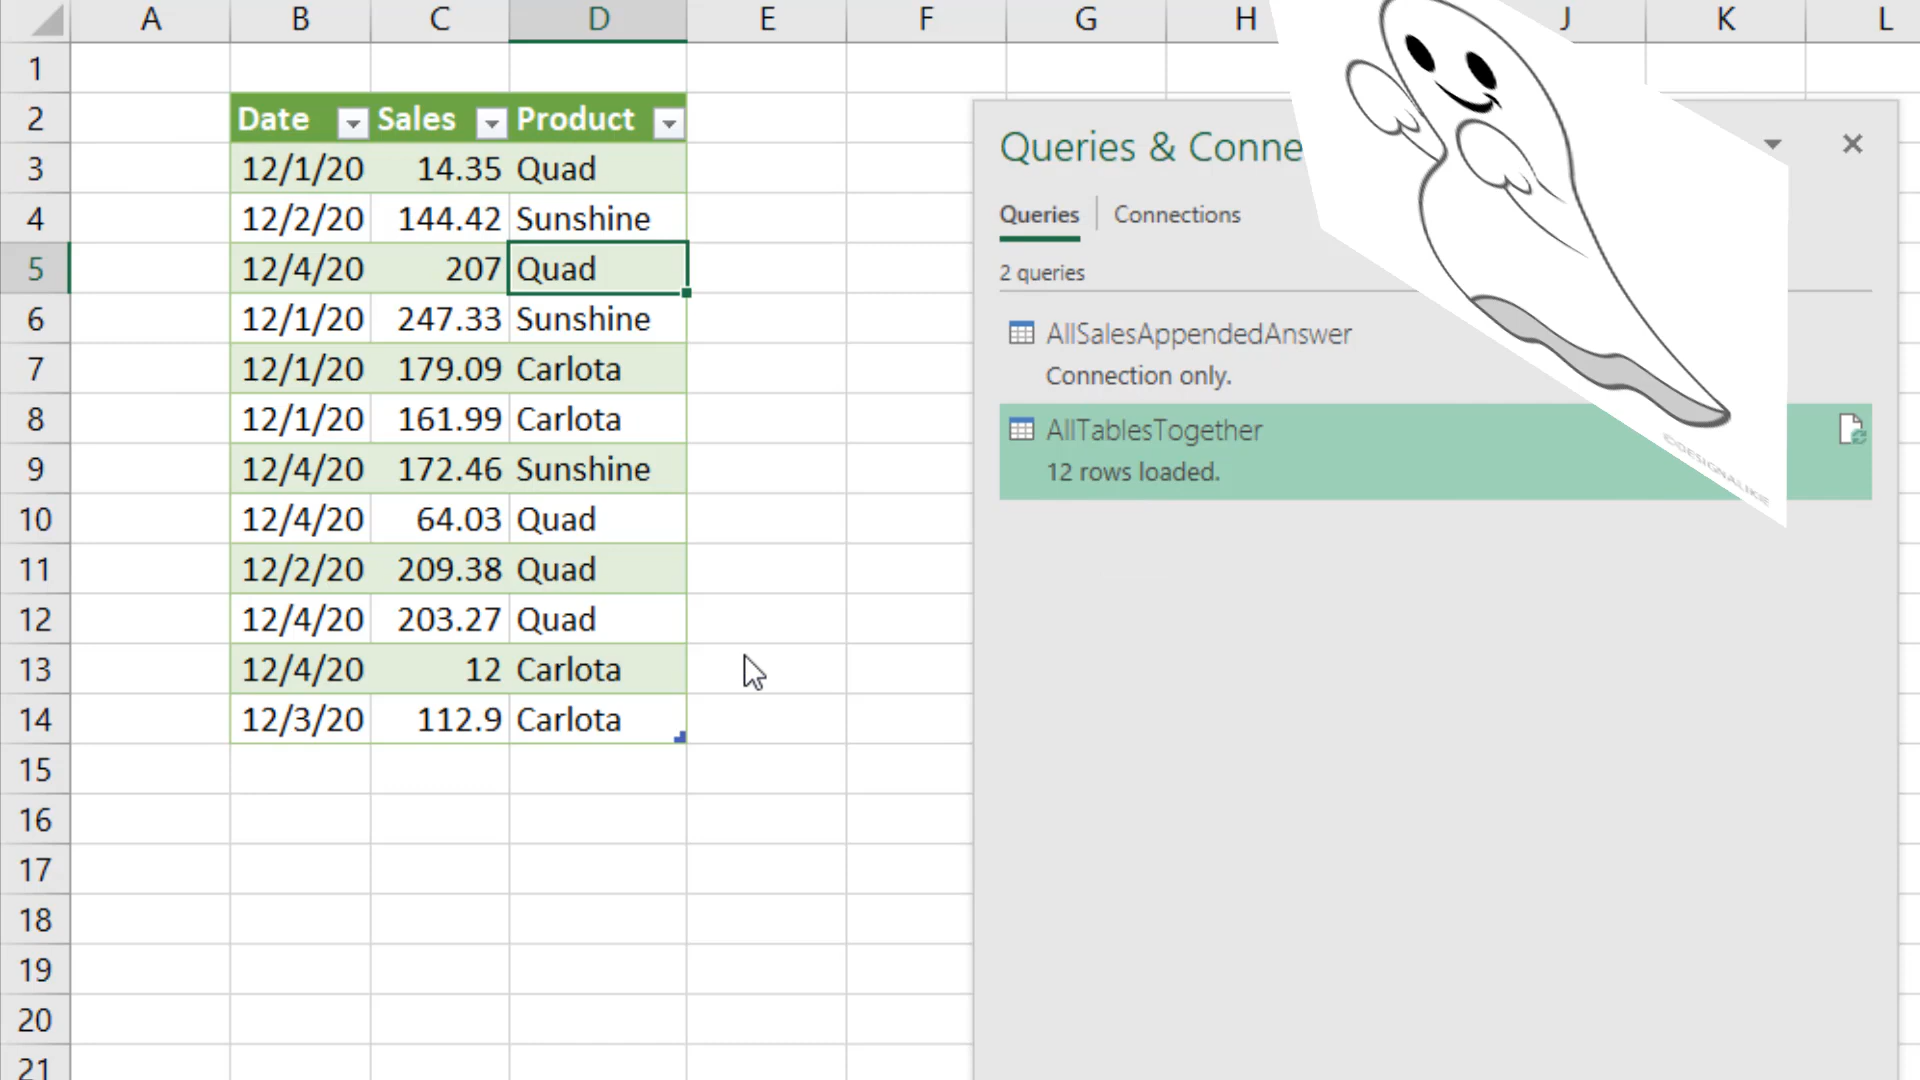 A B C D E F G H J K L
1
2 Date Sales Product
3 12/1/20 14.35 Quad
4 12/2/20 144.42 Sunshine
5 12/4/20 207 Quad
6 12/1/20 247.33 Sunshine
7 12/1/20 179.09 Carlota
8 12/1/20 161.99 Carlota
9 12/4/20 172.46 Sunshine
10 12/4/20 64.03 Quad
11 12/2/20 209.38 Quad
12 12/4/20 203.27 Quad
13 12/4/20 12 Carlota
14 12/3/20 112.9 Carlota
15
16
17
18
19
20
21
Queries & Conne
Queries Connections
2 queries
AllSalesAppendedAnswer
Connection only.
AllTablesTogether
12 rows loaded.
©DESIGNALIKIE